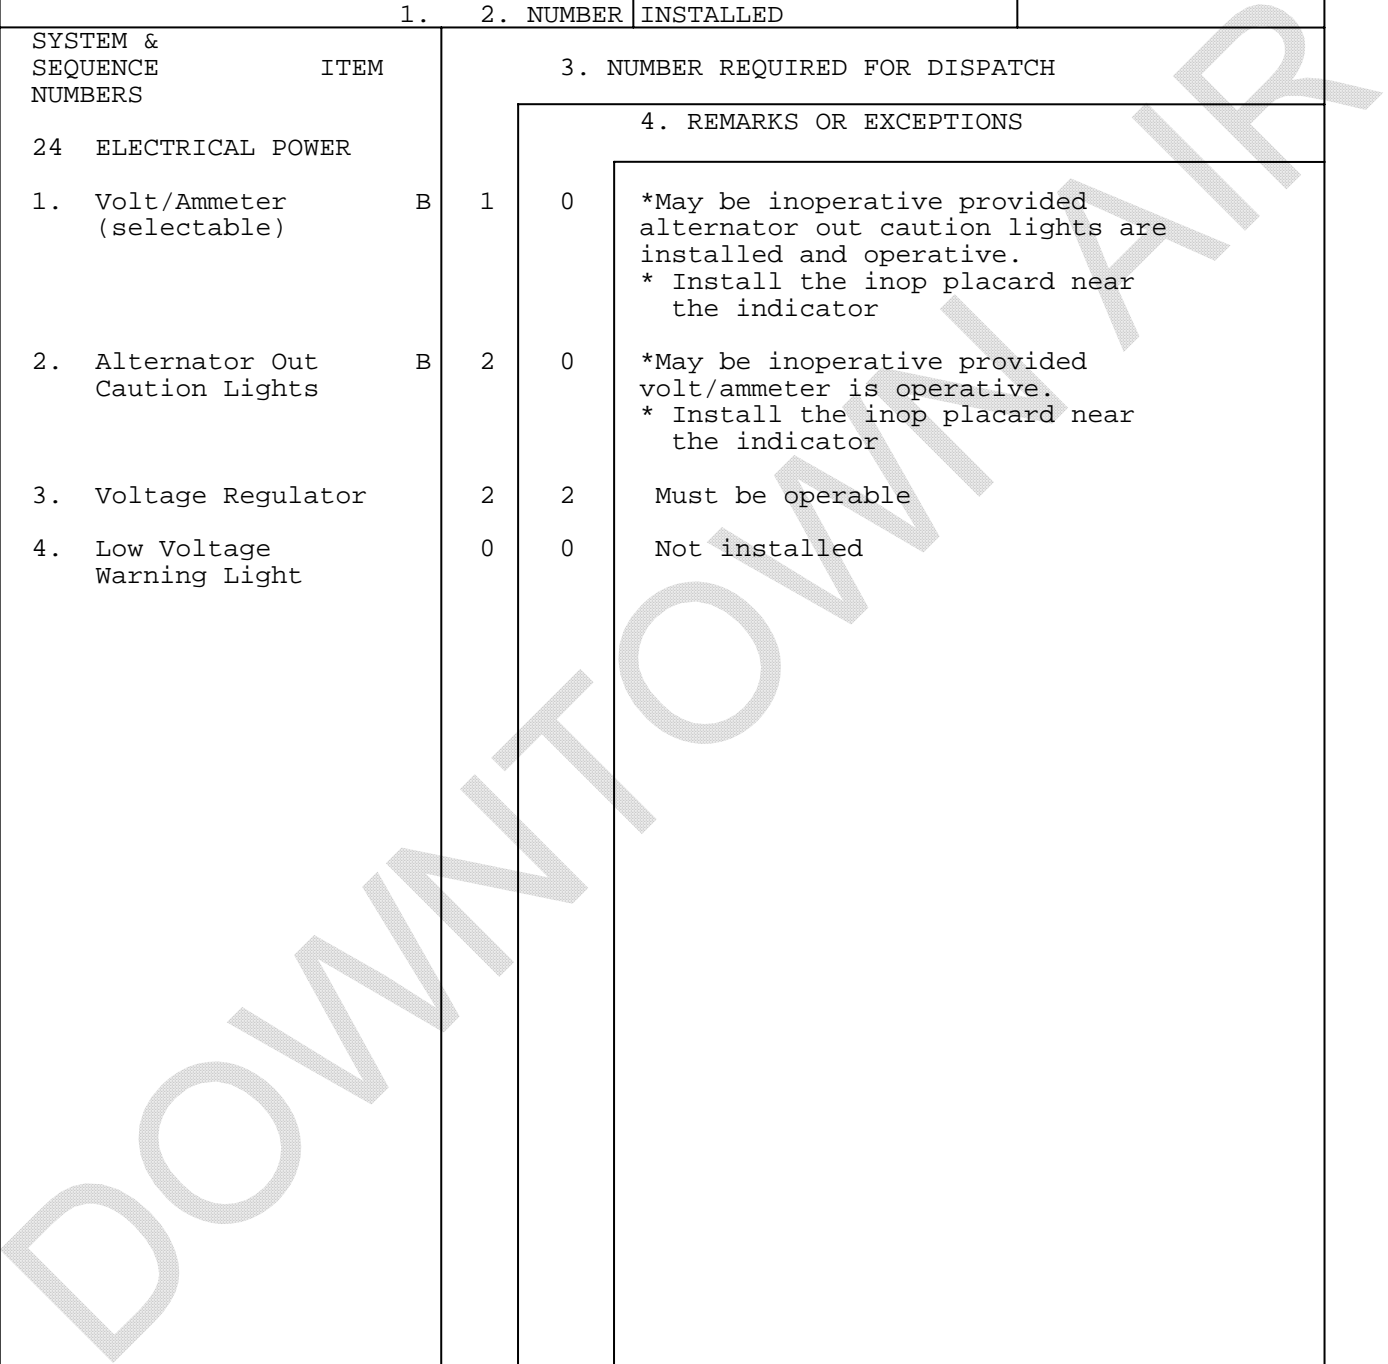 1. 2. NUMBER INSTALLED
SYSTEM &
SEQUENCE ITEM 3. NUMBER REQUIRED FOR DISPATCH
NUMBERS
4. REMARKS OR EXCEPTIONS
24 ELECTRICAL POWER
1. Volt/Ammeter B 1 0 *May be inoperative provided
(selectable) alternator out caution lights are
installed and operative.
* Install the inop placard near
the indicator
2. Alternator Out B 2 0 *May be inoperative provided
Caution Lights volt/ammeter is operative.
* Install the inop placard near
the indicator
3. Voltage Regulator 2 2 Must be operable
4. Low Voltage 0 0 Not installed
Warning Light
DOWNTOWN AIR